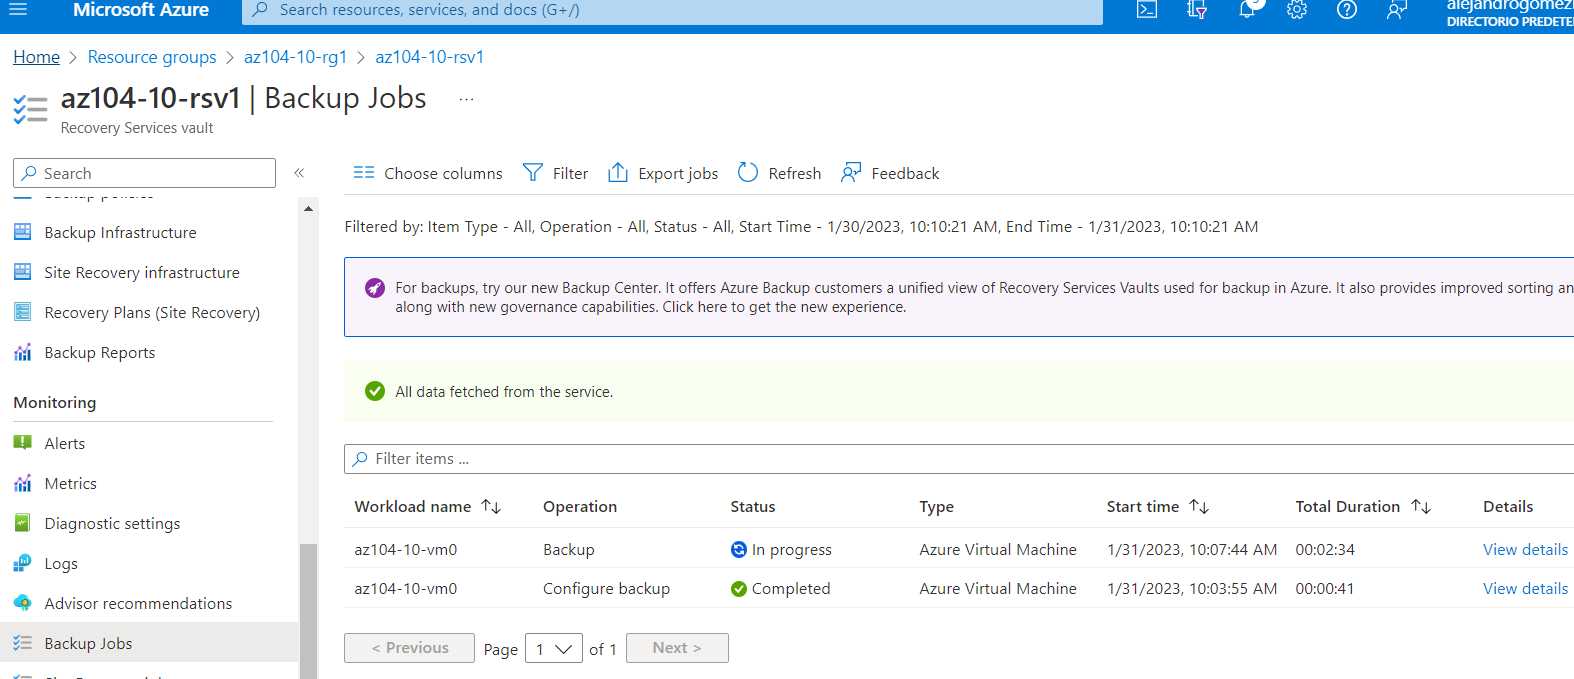 Microsoft Azure
Search resources, services, and docs (G+/)
DIRECTORIO PREDETE
Home > Resource groups > az104-10-rg1 > az104-10-rsv1
az104-10-rsv1 | Backup Jobs ...
Recovery Services vault
Search «
Choose columns Filter Export jobs Refresh Feedback
Filtered by: Item Type - All, Operation - All, Status - All, Start Time - 1/30/2023, 10:10:21 AM, End Time - 1/31/2023, 10:10:21 AM
For backups, try our new Backup Center. It offers Azure Backup customers a unified view of Recovery Services Vaults used for backup in Azure. It also provides improved sorting an
along with new governance capabilities. Click here to get the new experience.
All data fetched from the service.
Filter items ...
Workload name Operation Status Type Start time Total Duration Details
az104-10-vm0 Backup In progress Azure Virtual Machine 1/31/2023, 10:07:44 AM 00:02:34 View details
az104-10-vm0 Configure backup Completed Azure Virtual Machine 1/31/2023, 10:03:55 AM 00:00:41 View details
< Previous Page 1 of 1 Next >
Backup policies
Backup Infrastructure
Site Recovery infrastructure
Recovery Plans (Site Recovery)
Backup Reports
Monitoring
Alerts
Metrics
Diagnostic settings
Logs
Advisor recommendations
Backup Jobs